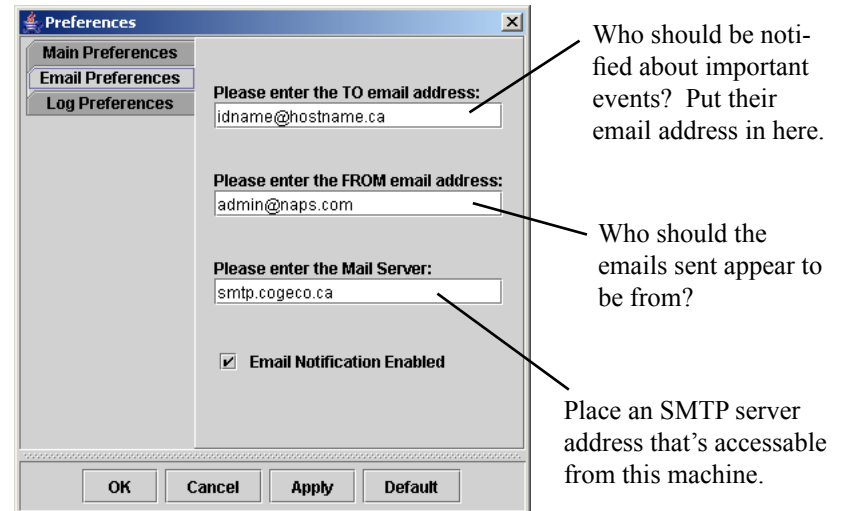 Preferences
Main Preferences
Email Preferences
Log Preferences
Please enter the TO email address:
idname@hostname.ca
Please enter the FROM email address:
admin@naps.com
Please enter the Mail Server:
smtp.cogeco.ca
Email Notification Enabled
OK Cancel Apply Default
Who should be noti-
fied about important
events? Put their
email address in here.
Who should the
emails sent appear to
be from?
Place an SMTP server
address that's accessable
from this machine.